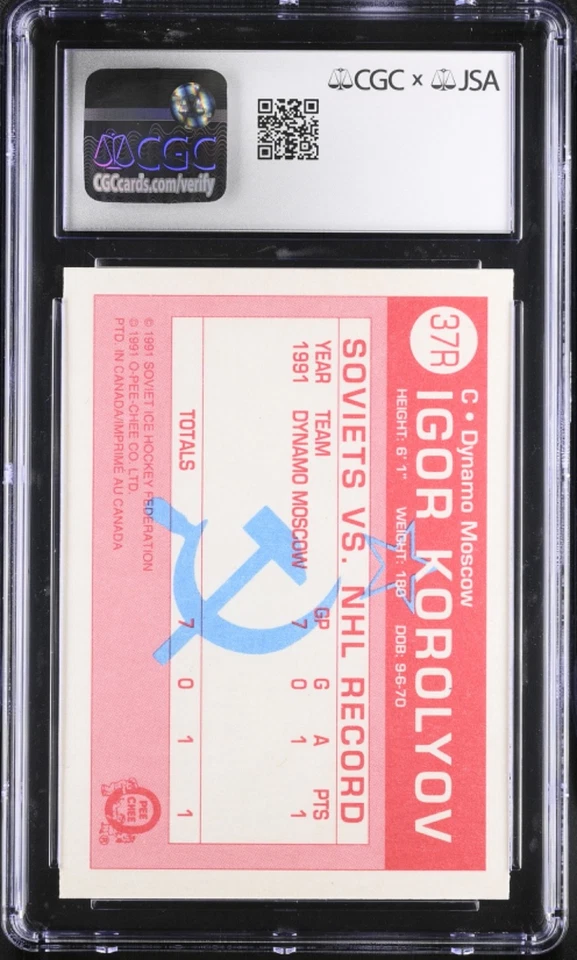 CGC × JSA
CGC
CGCcards.com/verify
37R
C • Dynamo Moscow
IGOR KOROLYOV
HEIGHT: 6' 1" WEIGHT: 180 DOB: 9-6-70
SOVIETS VS. NHL RECORD
YEAR TEAM GP G A PTS
1991 DYNAMO MOSCOW 7 0 1 1
TOTALS 7 0 1 1
© 1991 SOVIET ICE HOCKEY FEDERATION
© 1991 O-PEE-CHEE CO. LTD.
PTD. IN CANADA/IMPRIMÉ AU CANADA
O PEE CHEE